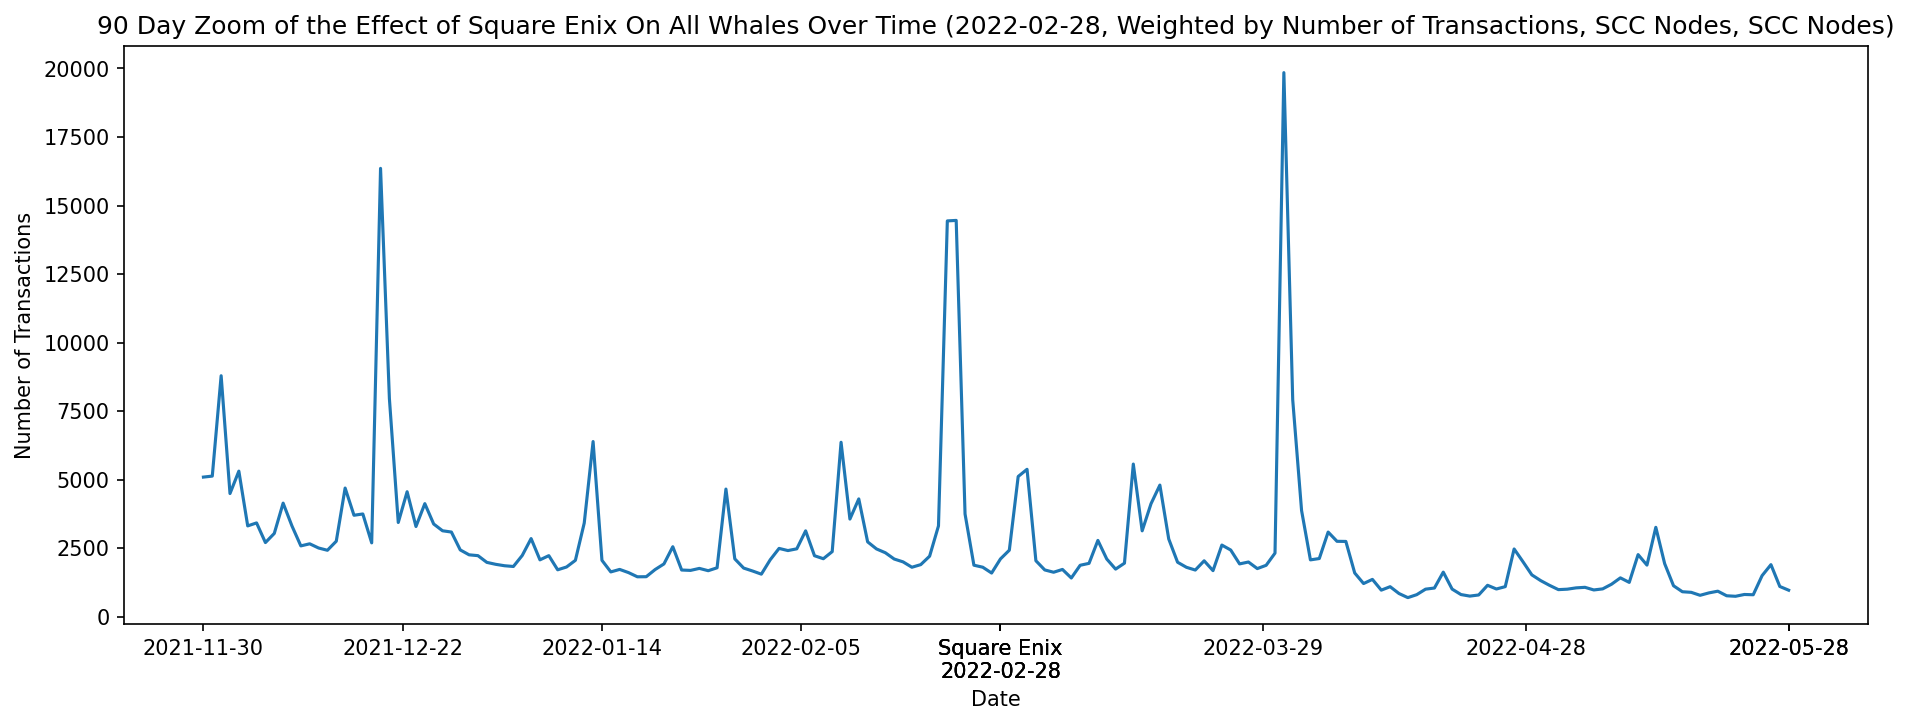 90 Day Zoom of the Effect of Square Enix On All Whales Over Time (2022-02-28, Weighted by Number of Transactions, SCC Nodes, SCC Nodes)
20000
17500
15000
12500
10000
7500
5000
2500
0
Number of Transactions
2021-11-30 2021-12-22 2022-01-14 2022-02-05 Square Enix 2022-03-29 2022-04-28 2022-05-28
2022-02-28
Date